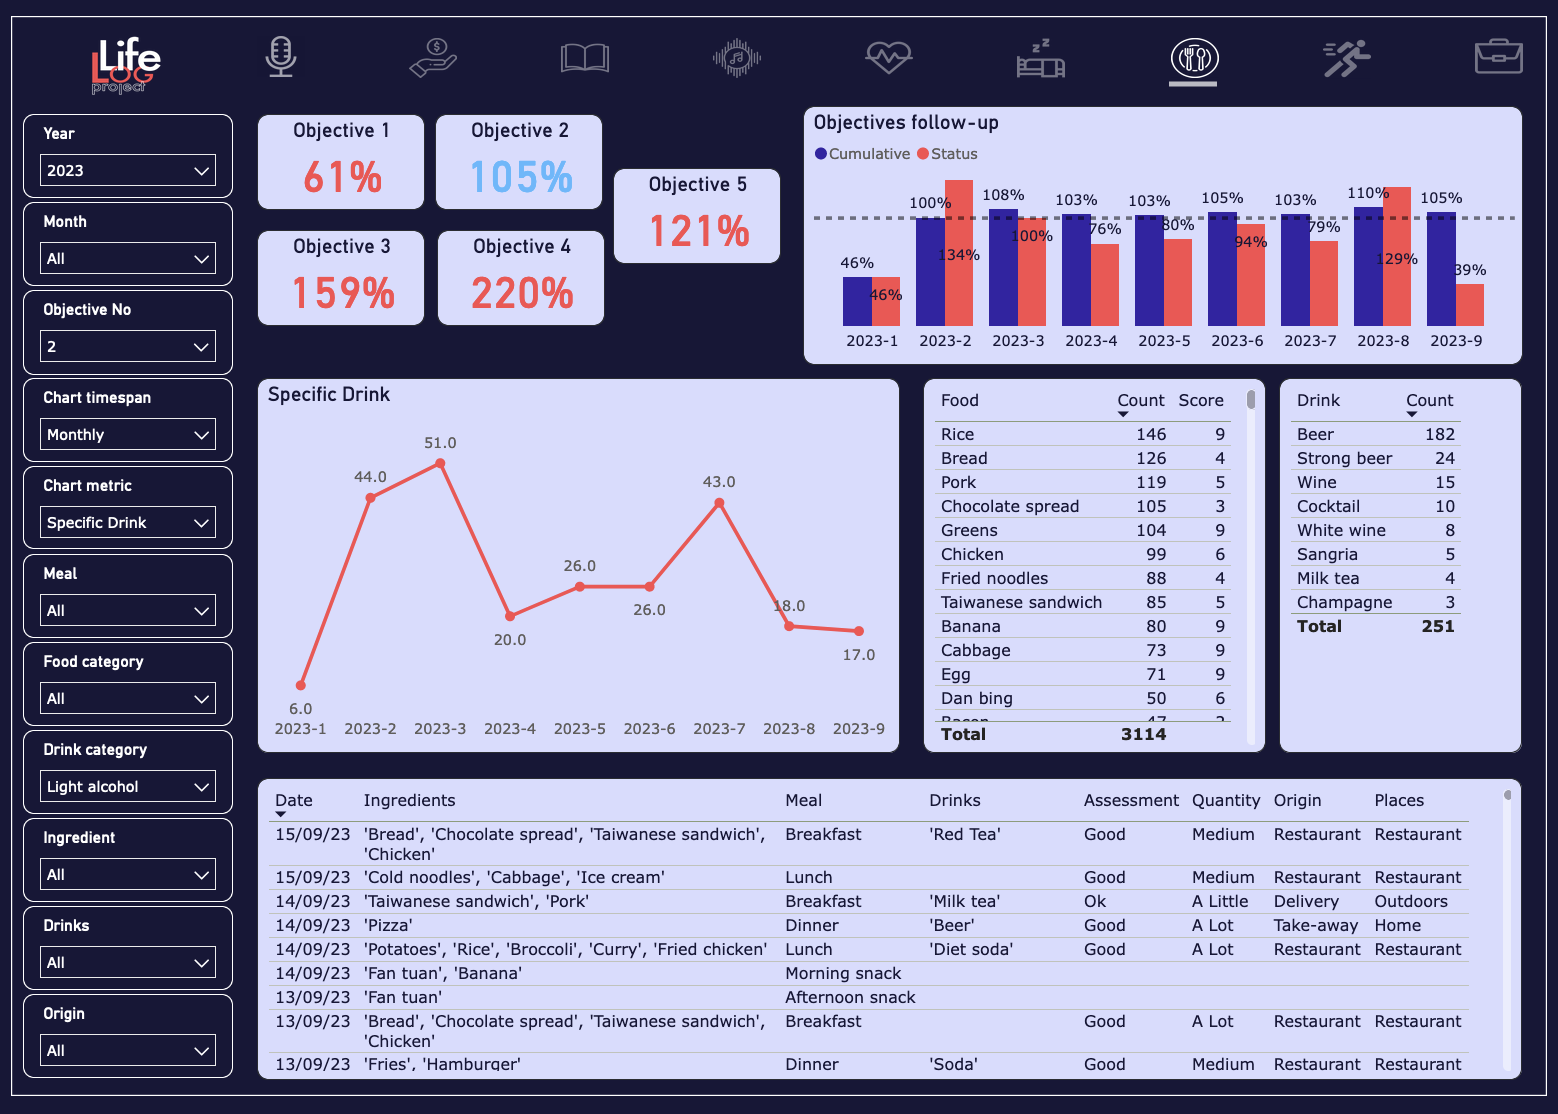 Life
LOG
project
Year
2023
Month
All
Objective No
2
Chart timespan
Monthly
Chart metric
Specific Drink
Meal
All
Food category
All
Drink category
Light alcohol
Ingredient
All
Drinks
All
Origin
All
Objective 1
61%
Objective 2
105%
Objective 3
159%
Objective 4
220%
Objective 5
121%
Objectives follow-up
Cumulative Status
46% 100% 108% 103% 103% 105% 103% 110% 105%
46% 134% 100% 76% 80% 94% 79% 129% 39%
2023-1 2023-2 2023-3 2023-4 2023-5 2023-6 2023-7 2023-8 2023-9
Specific Drink
6.0 44.0 51.0 20.0 26.0 26.0 43.0 18.0 17.0
2023-1 2023-2 2023-3 2023-4 2023-5 2023-6 2023-7 2023-8 2023-9
Food Count Score
Rice 146 9
Bread 126 4
Pork 119 5
Chocolate spread 105 3
Greens 104 9
Chicken 99 6
Fried noodles 88 4
Taiwanese sandwich 85 5
Banana 80 9
Cabbage 73 9
Egg 71 9
Dan bing 50 6
Bacon 47
Total 3114
Drink Count
Beer 182
Strong beer 24
Wine 15
Cocktail 10
White wine 8
Sangria 5
Milk tea 4
Champagne 3
Total 251
Date Ingredients Meal Drinks Assessment Quantity Origin Places
15/09/23 'Bread', 'Chocolate spread', 'Taiwanese sandwich', Breakfast 'Red Tea' Good Medium Restaurant Restaurant
'Chicken'
15/09/23 'Cold noodles', 'Cabbage', 'Ice cream' Lunch Good Medium Restaurant Restaurant
14/09/23 'Taiwanese sandwich', 'Pork' Breakfast 'Milk tea' Ok A Little Delivery Outdoors
14/09/23 'Pizza' Dinner 'Beer' Good A Lot Take-away Home
14/09/23 'Potatoes', 'Rice', 'Broccoli', 'Curry', 'Fried chicken' Lunch 'Diet soda' Good A Lot Restaurant Restaurant
14/09/23 'Fan tuan', 'Banana' Morning snack
13/09/23 'Fan tuan' Afternoon snack
13/09/23 'Bread', 'Chocolate spread', 'Taiwanese sandwich', Breakfast Good A Lot Restaurant Restaurant
'Chicken'
13/09/23 'Fries', 'Hamburger' Dinner 'Soda' Good Medium Restaurant Restaurant